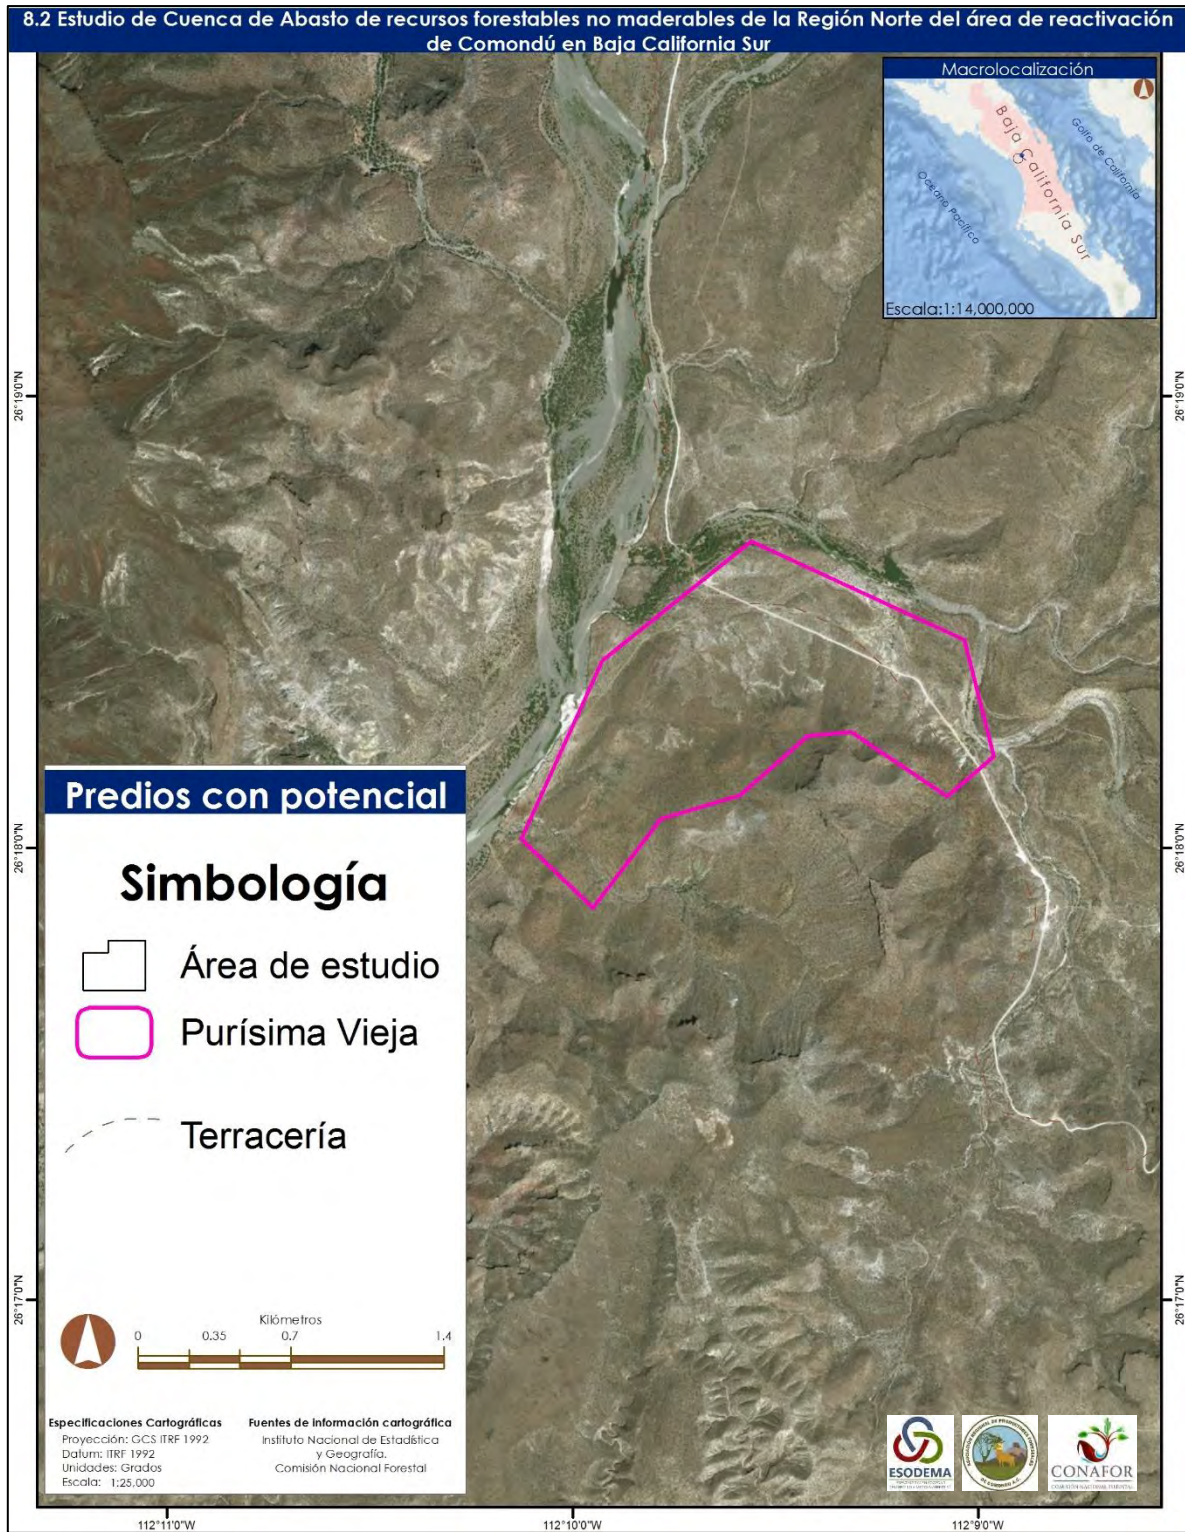 8.2 Estudio de Cuenca de Abasto de recursos forestables no maderables de la Región Norte del área de reactivación
de Comondú en Baja California Sur
Macrolocalización
Baja California Sur
Golfo de California
Oceano Pacífico
Escala:1:14,000,000
26°19'0"N
26°19'0"N
26°18'0"N
26°18'0"N
26°17'0"N
26°17'0"N
Predios con potencial
Simbología
Área de estudio
Purísima Vieja
Terracería
Kilómetros
0 0.35 0.7 1.4
Especificaciones Cartográficas
Proyección: GCS ITRF 1992
Datum: ITRF 1992
Unidades: Grados
Escala: 1:25,000
Fuentes de información cartográfica
Instituto Nacional de Estadística
y Geografía.
Comisión Nacional Forestal
ESODEMA
CONAFOR
COMISIÓN NACIONAL FORESTAL
112°11'0"W
112°10'0"W
112°9'0"W